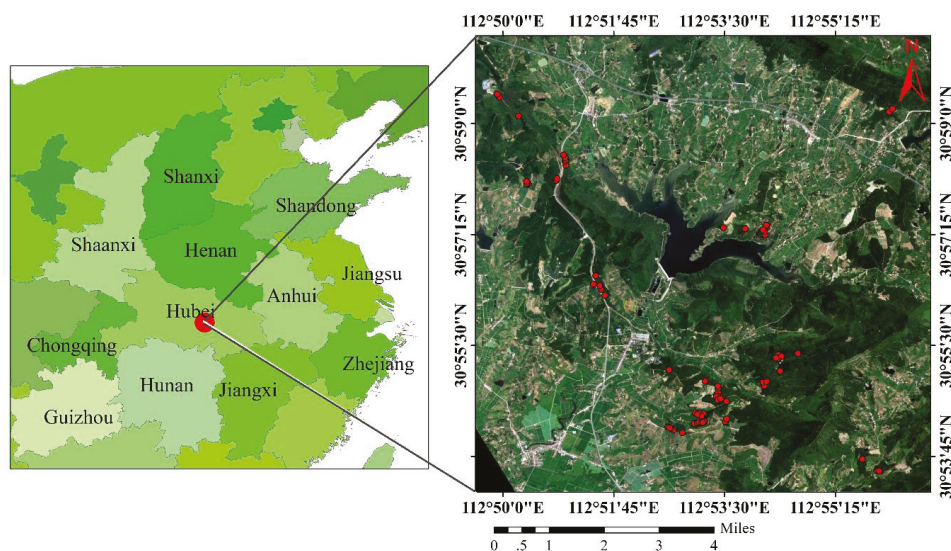 112°50'0"E 112°51'45"E 112°53'30"E 112°55'15"E
N
30°59'0"N 30°59'0"N
Shanxi
Shandong
Shaanxi
Henan
30°57'15"N 30°57'15"N
Jiangsu
Anhui
Hubei
Chongqing
Zhejiang
30°55'30"N 30°55'30"N
Hunan
Jiangxi
Guizhou
30°53'45"N 30°53'45"N
112°50'0"E 112°51'45"E 112°53'30"E 112°55'15"E
Miles
0 .5 1 2 3 4